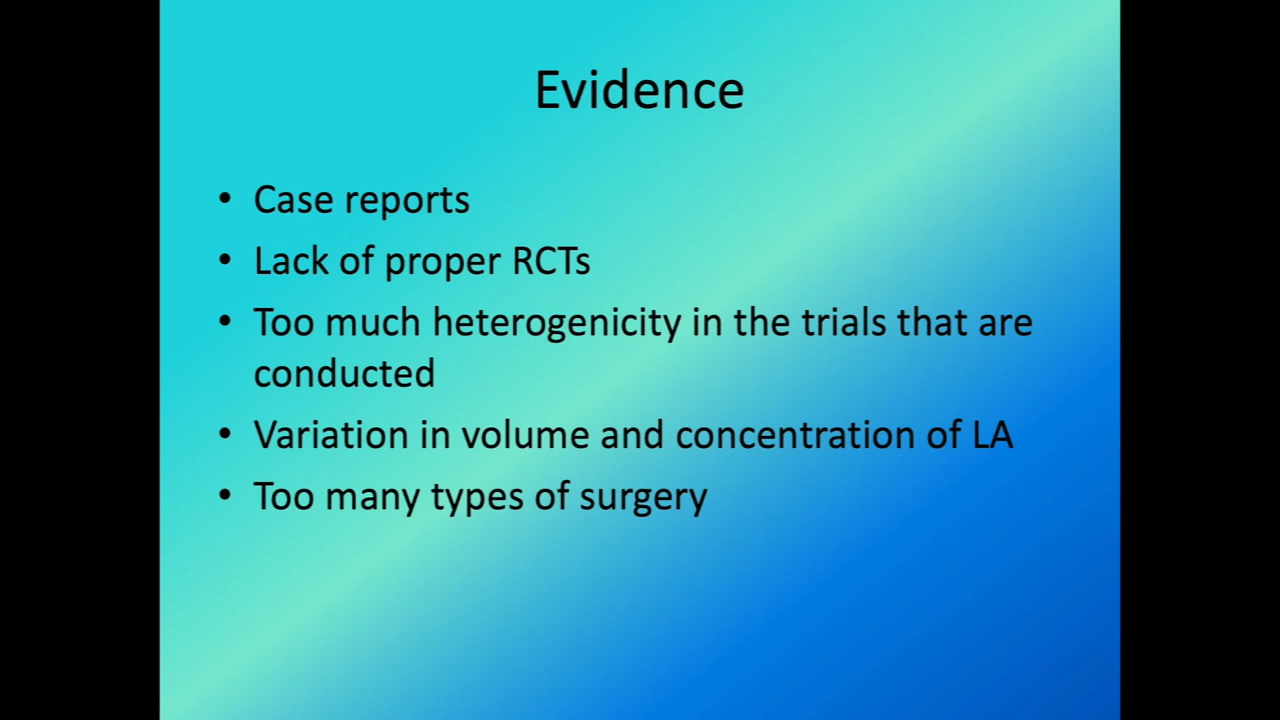 Evidence
• Case reports
• Lack of proper RCTs
• Too much heterogenicity in the trials that are
conducted
• Variation in volume and concentration of LA
• Too many types of surgery